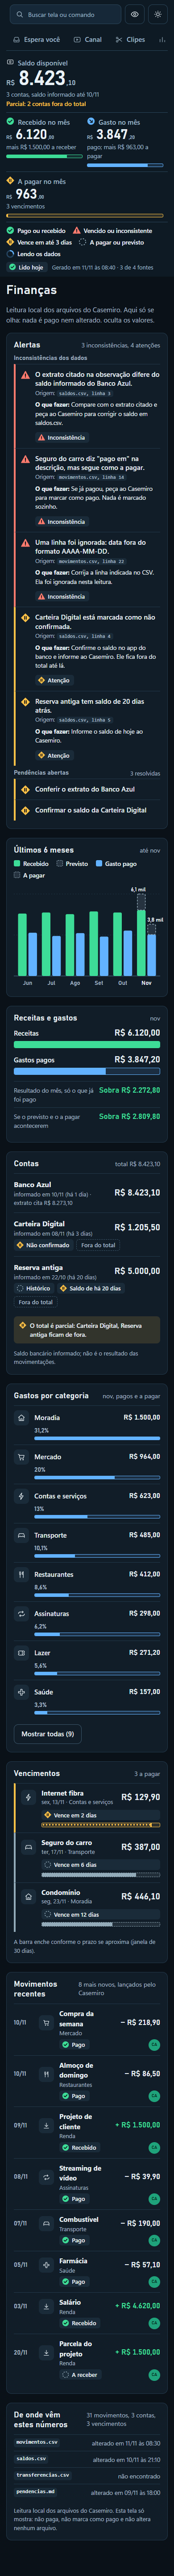 Buscar tela ou comando
Espera você
Canal
Clipes
Saldo disponível
R$ 8.423,10
3 contas, saldo informado até 10/11
Parcial: 2 contas fora do total
Recebido no mês
R$ 6.120,00
mais R$ 1.500,00 a receber
Gasto no mês
R$ 3.847,20
pago; mais R$ 963,00 a
pagar
A pagar no mês
R$ 963,00
3 vencimentos
Pago ou recebido
Vencido ou inconsistente
Vence em até 3 dias
A pagar ou previsto
Lendo os dados
Lido hoje
Gerado em 11/11 às 08:40 · 3 de 4 fontes
Finanças
Leitura local dos arquivos do Casemiro. Aqui só se
olha: nada é pago nem alterado. oculta os valores.
Alertas
3 inconsistências, 4 atenções
Inconsistências dos dados
O extrato citado na observação difere do
saldo informado do Banco Azul.
Origem: saldos.csv, linha 3
O que fazer: Compare com o extrato citado e
peça ao Casemiro para corrigir o saldo em
saldos.csv.
Inconsistência
Seguro do carro diz "pago em" na
descrição, mas segue como a pagar.
Origem: movimentos.csv, linha 14
O que fazer: Se já pagou, peça ao Casemiro
para marcar como pago. Nada é marcado
sozinho.
Inconsistência
Uma linha foi ignorada: data fora do
formato AAAA-MM-DD.
Origem: movimentos.csv, linha 22
O que fazer: Corrija a linha indicada no CSV.
Ela foi ignorada nesta leitura.
Inconsistência
Carteira Digital está marcada como não
confirmada.
Origem: saldos.csv, linha 4
O que fazer: Confirme o saldo no app do
banco e informe ao Casemiro. Ele fica fora do
total até lá.
Atenção
Reserva antiga tem saldo de 20 dias
atrás.
Origem: saldos.csv, linha 5
O que fazer: Informe o saldo de hoje ao
Casemiro.
Atenção
Pendências abertas
3 resolvidas
Conferir o extrato do Banco Azul
Confirmar o saldo da Carteira Digital
Últimos 6 meses
até nov
Recebido
Previsto
Gasto pago
A pagar
6,1 mil
3,8 mil
Jun
Jul
Ago
Set
Out
Nov
Receitas e gastos
nov
Receitas
R$ 6.120,00
Gastos pagos
R$ 3.847,20
Resultado do mês, só o que já
foi pago
Sobra R$ 2.272,80
Se o previsto e o a pagar
acontecerem
Sobra R$ 2.809,80
Contas
total R$ 8.423,10
Banco Azul
informado em 10/11 (há 1 dia) ·
extrato cita R$ 8.273,10
R$ 8.423,10
Carteira Digital
informado em 08/11 (há 3 dias)
R$ 1.205,50
Não confirmado
Fora do total
Reserva antiga
informado em 22/10 (há 20 dias)
R$ 5.000,00
Histórico
Saldo de há 20 dias
Fora do total
O total é parcial: Carteira Digital, Reserva
antiga ficam de fora.
Saldo bancário informado; não é o resultado das
movimentações.
Gastos por categoria
nov, pagos e a pagar
Moradia
R$ 1.500,00
31,2%
Mercado
R$ 964,00
20%
Contas e serviços
R$ 623,00
13%
Transporte
R$ 485,00
10,1%
Restaurantes
R$ 412,00
8,6%
Assinaturas
R$ 298,00
6,2%
Lazer
R$ 271,20
5,6%
Saúde
R$ 157,00
3,3%
Mostrar todas (9)
Vencimentos
3 a pagar
Internet fibra
sex, 13/11 · Contas e serviços
R$ 129,90
Vence em 2 dias
Seguro do carro
ter, 17/11 · Transporte
R$ 387,00
Vence em 6 dias
Condomínio
seg, 23/11 · Moradia
R$ 446,10
Vence em 12 dias
A barra enche conforme o prazo se aproxima (janela de
30 dias).
Movimentos
recentes
8 mais novos, lançados pelo
Casemiro
10/11
Compra da
semana
Mercado
Pago
− R$ 218,90
CA
10/11
Almoço de
domingo
Restaurantes
Pago
− R$ 86,50
CA
09/11
Projeto de
cliente
Renda
Recebido
+ R$ 1.500,00
CA
08/11
Streaming de
vídeo
Assinaturas
Pago
− R$ 39,90
CA
07/11
Combustível
Transporte
Pago
− R$ 190,00
CA
05/11
Farmácia
Saúde
Pago
− R$ 57,10
CA
03/11
Salário
Renda
Recebido
+ R$ 4.620,00
CA
20/11
Parcela do
projeto
Renda
A receber
+ R$ 1.500,00
CA
De onde vêm
estes números
31 movimentos, 3 contas,
3 vencimentos
movimentos.csv
alterado em 11/11 às 08:30
saldos.csv
alterado em 10/11 às 21:10
transferencias.csv
não encontrado
pendencias.md
alterado em 09/11 às 18:00
Leitura local dos arquivos do Casemiro. Esta tela só
mostra: não paga, não marca como pago e não altera
nenhum arquivo.